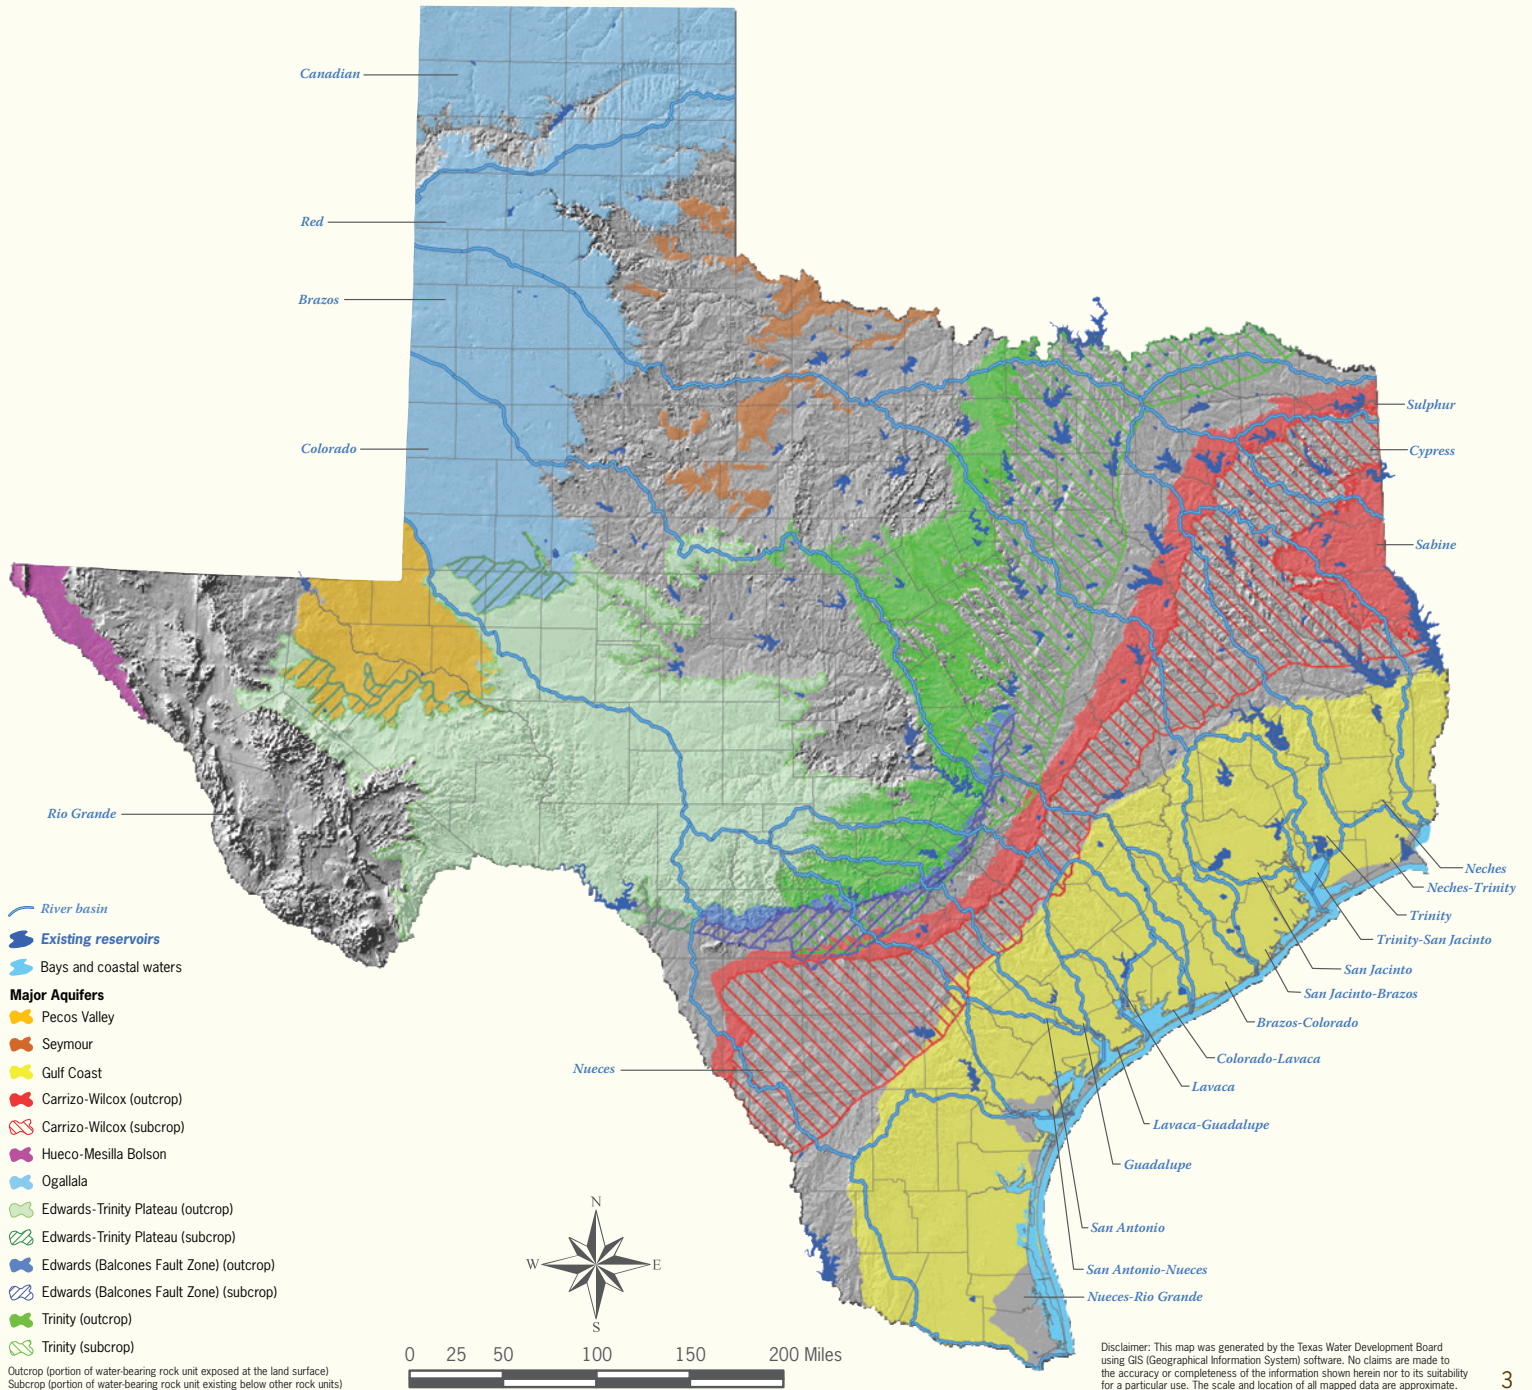 Canadian
Red
Brazos
Colorado
Rio Grande
Nueces
Sulphur
Cypress
Sabine
Neches
Neches-Trinity
Trinity
Trinity-San Jacinto
San Jacinto
San Jacinto-Brazos
Brazos-Colorado
Colorado-Lavaca
Lavaca
Lavaca-Guadalupe
Guadalupe
San Antonio
San Antonio-Nueces
Nueces-Rio Grande
River basin
Existing reservoirs
Bays and coastal waters
Major Aquifers
Pecos Valley
Seymour
Gulf Coast
Carrizo-Wilcox (outcrop)
Carrizo-Wilcox (subcrop)
Hueco-Mesilla Bolson
Ogallala
Edwards-Trinity Plateau (outcrop)
Edwards-Trinity Plateau (subcrop)
Edwards (Balcones Fault Zone) (outcrop)
Edwards (Balcones Fault Zone) (subcrop)
Trinity (outcrop)
Trinity (subcrop)
Outcrop (portion of water-bearing rock unit exposed at the land surface)
Subcrop (portion of water-bearing rock unit existing below other rock units)
N
W E
S
0 25 50 100 150 200 Miles
Disclaimer: This map was generated by the Texas Water Development Board
using GIS (Geographical Information System) software. No claims are made to
the accuracy or completeness of the information shown herein nor to its suitability
for a particular use. The scale and location of all mapped data are approximate.
3